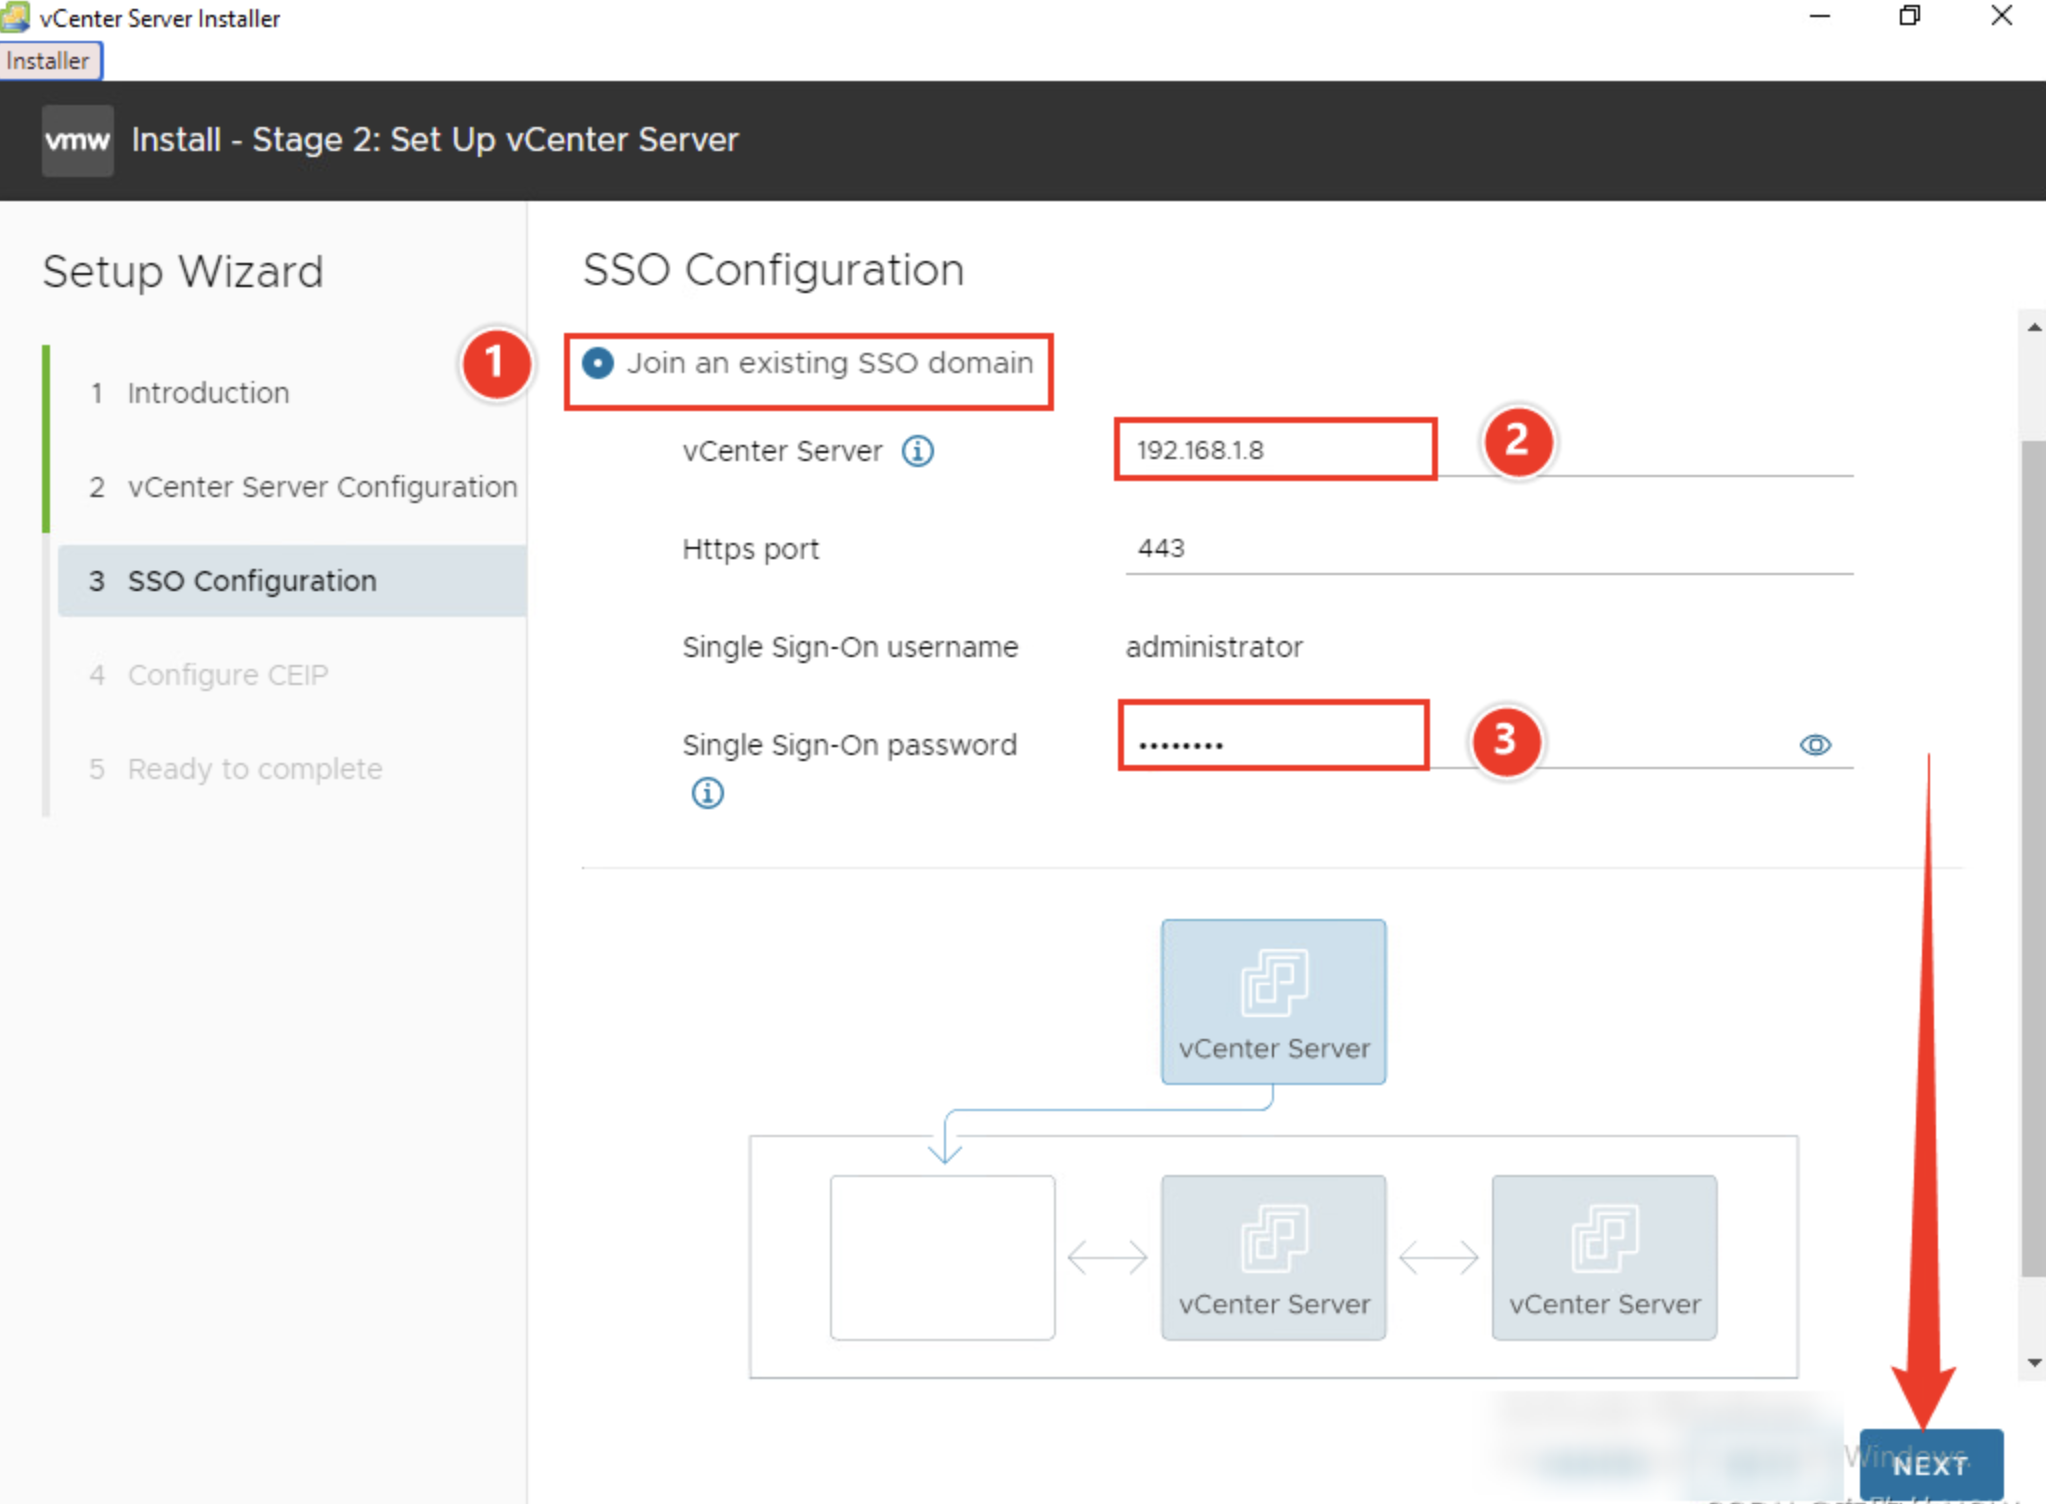 vCenter Server Installer
Installer
vmw Install - Stage 2: Set Up vCenter Server
Setup Wizard
1 Introduction
2 vCenter Server Configuration
3 SSO Configuration
4 Configure CEIP
5 Ready to complete
SSO Configuration
1 Join an existing SSO domain
vCenter Server 192.168.1.8 2
Https port 443
Single Sign-On username administrator
Single Sign-On password •••••••• 3
vCenter Server
vCenter Server vCenter Server
Windows.
NEXT